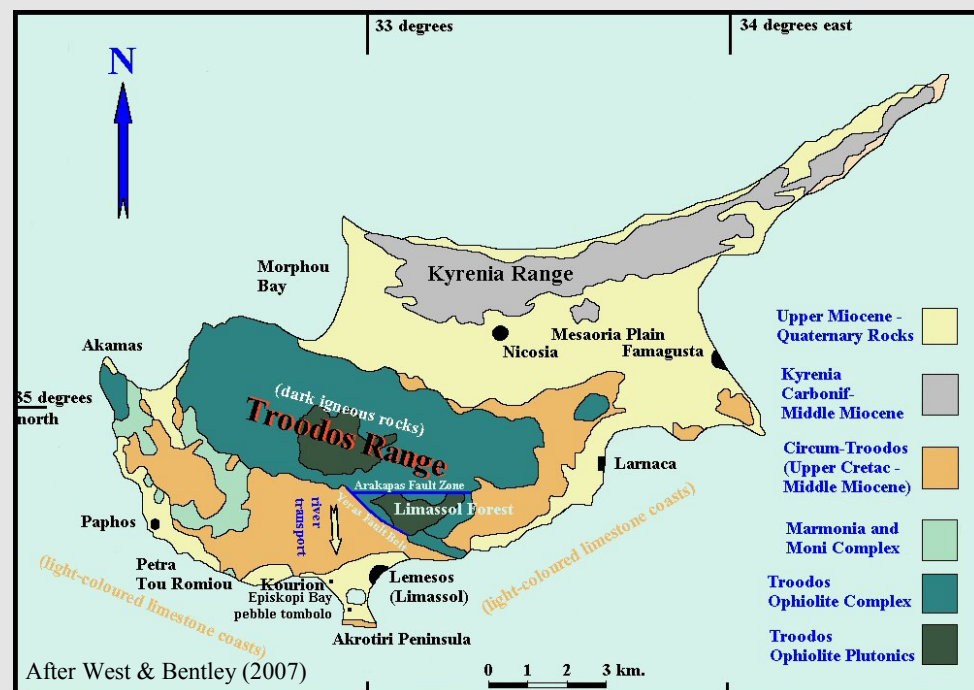 33 degrees
34 degrees east
N
Morphou
Bay
Kyrenia Range
Mesaoria Plain
Nicosia
Famagusta
Akamas
35 degrees
north
(dark igneous rocks)
Troodos Range
Larnaca
Arakapas Fault Zone
Limassol Forest
Yerasa Fault Belt
river
transport
Paphos
Petra
Tou Romiou
Kourion
Episkopi Bay
pebble tombolo
Lemesos
(Limassol)
Akrotiri Peninsula
(light-coloured limestone coasts)
(light-coloured limestone coasts)
Upper Miocene -
Quaternary Rocks
Kyrenia
Carbonif-
Middle Miocene
Circum-Troodos
(Upper Cretac -
Middle Miocene)
Marmonia and
Moni Complex
Troodos
Ophiolite Complex
Troodos
Ophiolite Plutonics
After West & Bentley (2007)
0 1 2 3 km.